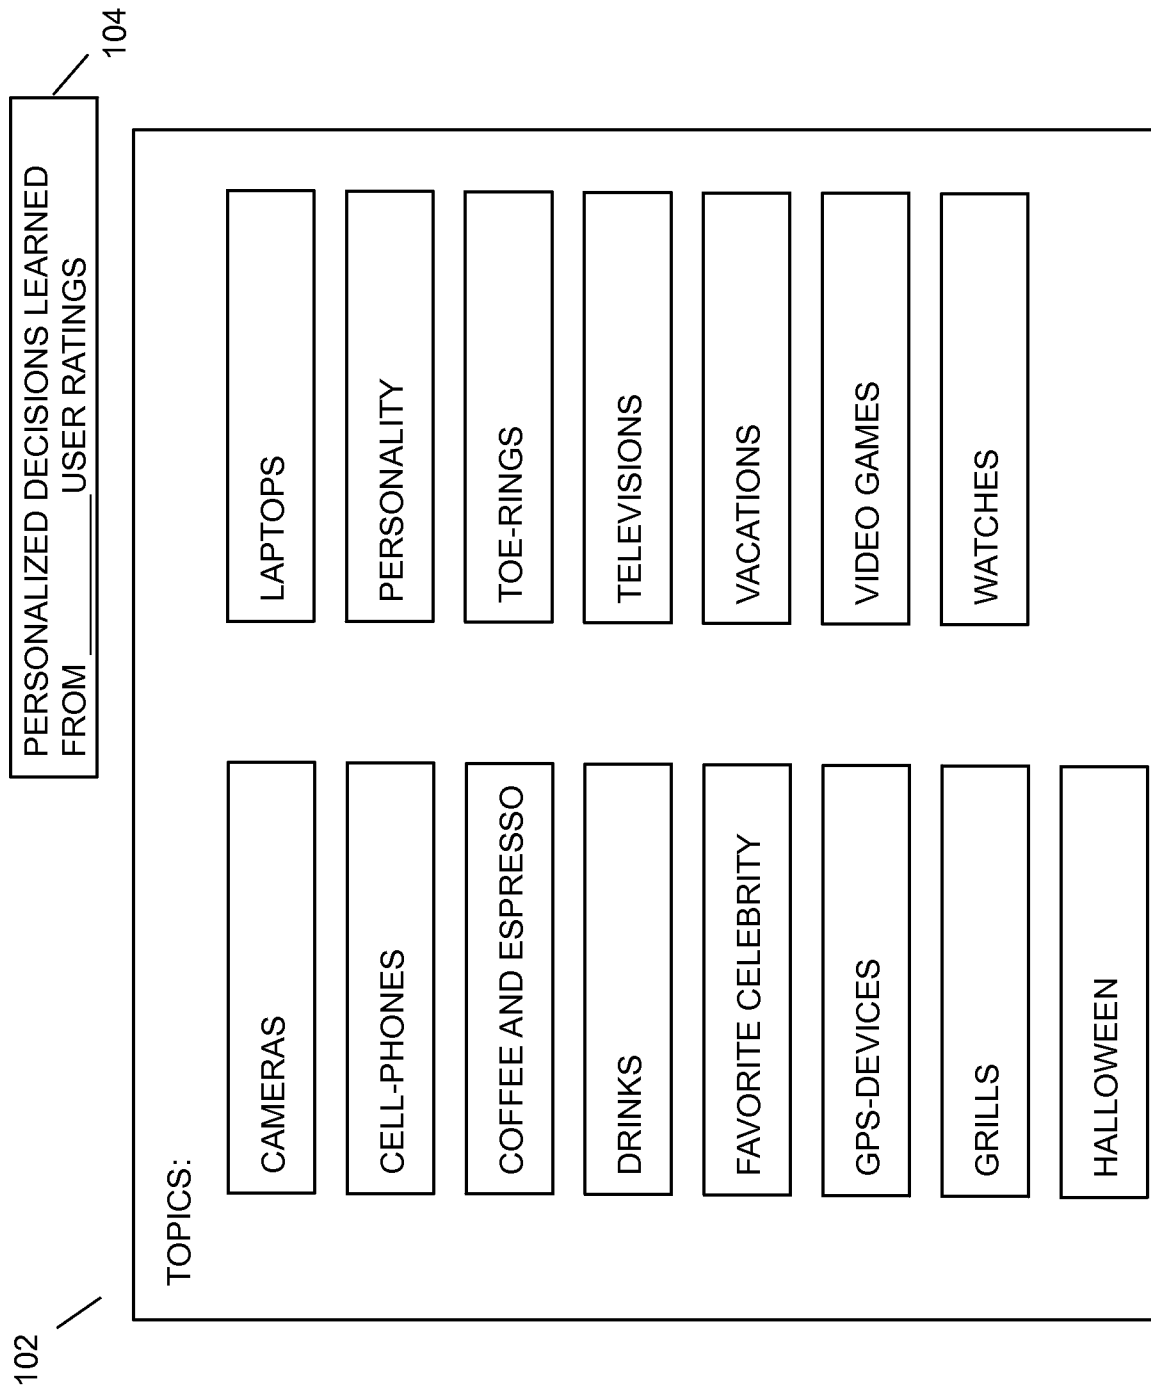 102
PERSONALIZED DECISIONS LEARNED
FROM ______ USER RATINGS
104
TOPICS:
CAMERAS
CELL-PHONES
COFFEE AND ESPRESSO
DRINKS
FAVORITE CELEBRITY
GPS-DEVICES
GRILLS
HALLOWEEN
LAPTOPS
PERSONALITY
TOE-RINGS
TELEVISIONS
VACATIONS
VIDEO GAMES
WATCHES